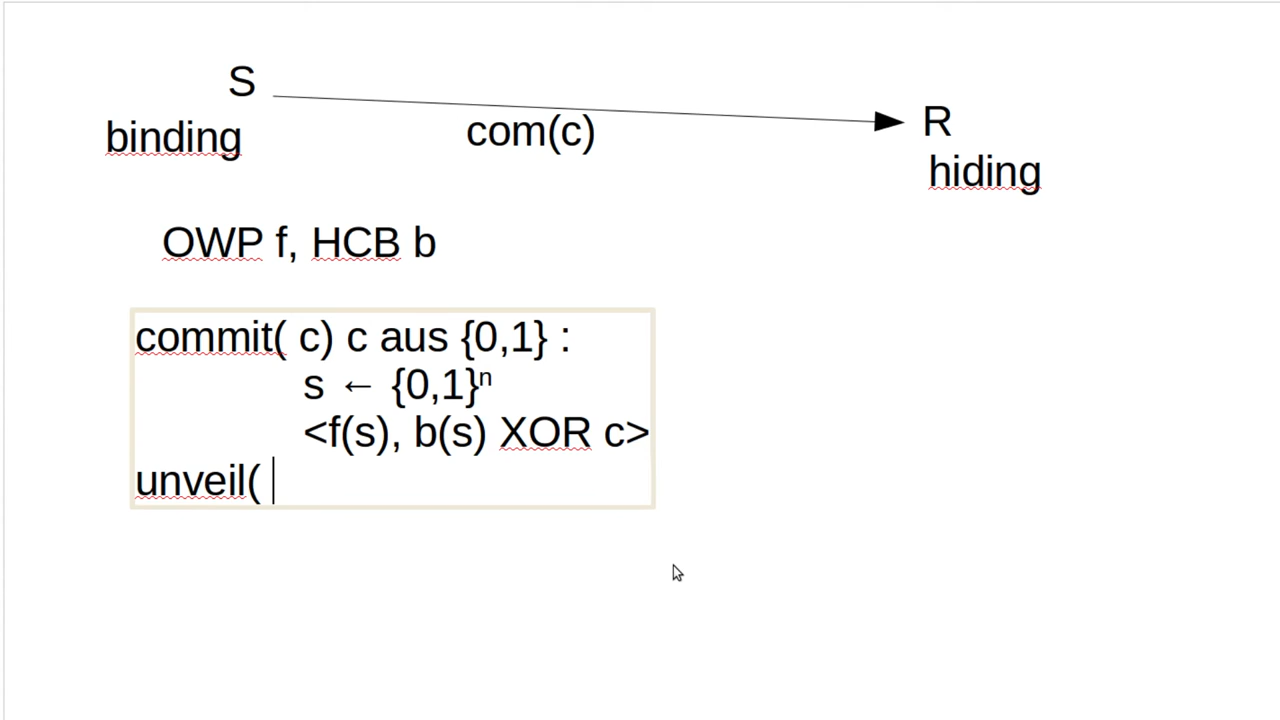 S
R
com(c)
binding
hiding
OWP f, HCB b
commit( c) c aus {0,1} :
s ← {0,1}ⁿ
<f(s), b(s) XOR c>
unveil(